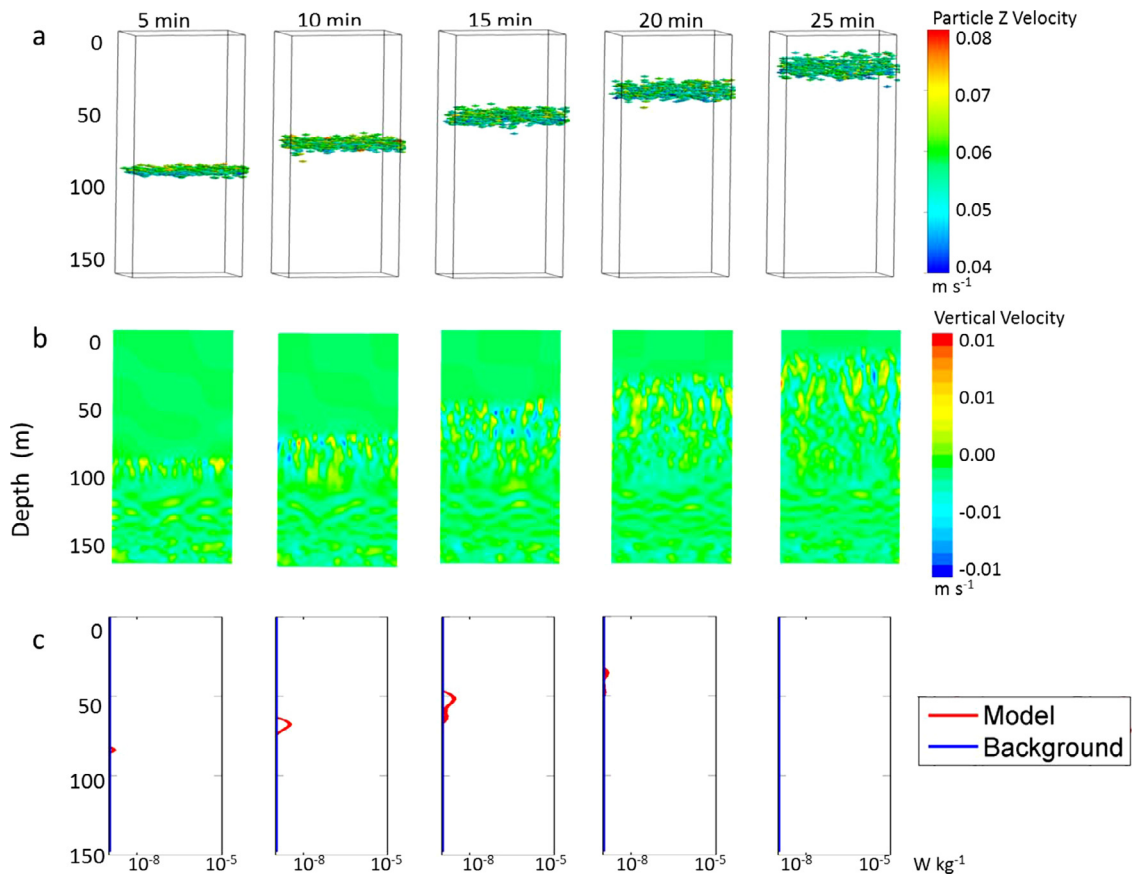 5 min 10 min 15 min 20 min 25 min Particle Z Velocity
a
0
50
100
150
0.08
0.07
0.06
0.05
0.04
m s⁻¹
b
Vertical Velocity
0
50
100
150
Depth (m)
0.01
0.01
0.00
-0.01
-0.01
m s⁻¹
c
0
50
100
150
Model
Background
10⁻⁸ 10⁻⁵ 10⁻⁸ 10⁻⁵ 10⁻⁸ 10⁻⁵ 10⁻⁸ 10⁻⁵ 10⁻⁸ 10⁻⁵ W kg⁻¹